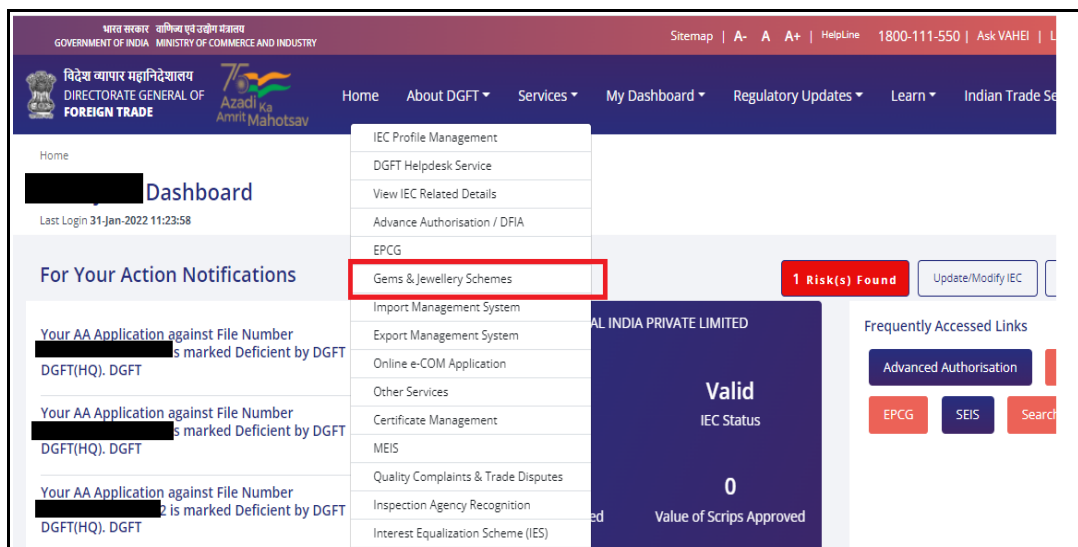 भारत सरकार वाणिज्य एवं उद्योग मंत्रालय
GOVERNMENT OF INDIA MINISTRY OF COMMERCE AND INDUSTRY
Sitemap | A- A A+ | HelpLine 1800-111-550 | Ask VAHEI | L
विदेश व्यापार महानिदेशालय
DIRECTORATE GENERAL OF
FOREIGN TRADE
75
Azadi Ka
Amrit Mahotsav
Home About DGFT Services My Dashboard Regulatory Updates Learn Indian Trade Se
Home
Dashboard
Last Login 31-Jan-2022 11:23:58
IEC Profile Management
DGFT Helpdesk Service
View IEC Related Details
Advance Authorisation / DFIA
EPCG
Gems & Jewellery Schemes
Import Management System
Export Management System
Online e-COM Application
Other Services
Certificate Management
MEIS
Quality Complaints & Trade Disputes
Inspection Agency Recognition
Interest Equalization Scheme (IES)
For Your Action Notifications
Your AA Application against File Number
s marked Deficient by DGFT
DGFT(HQ). DGFT
Your AA Application against File Number
s marked Deficient by DGFT
DGFT(HQ). DGFT
Your AA Application against File Number
2 is marked Deficient by DGFT
DGFT(HQ). DGFT
1 Risk(s) Found
Update/Modify IEC
AL INDIA PRIVATE LIMITED
Valid
IEC Status
0
ed Value of Scrips Approved
Frequently Accessed Links
Advanced Authorisation
EPCG SEIS Search